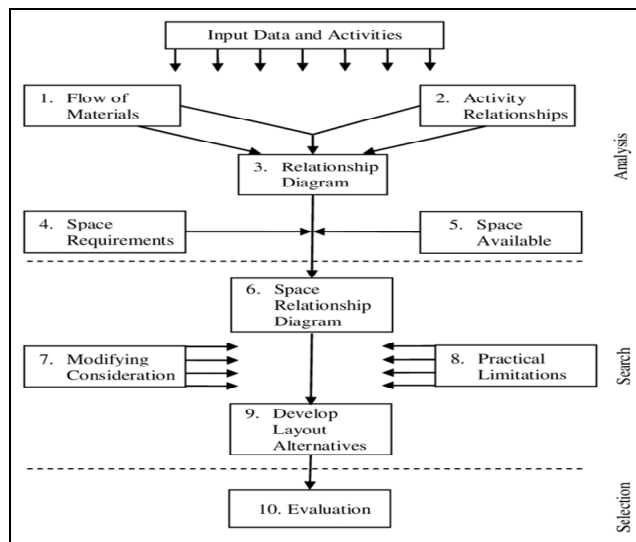 Input Data and Activities
1. Flow of
Materials
2. Activity
Relationships
3. Relationship
Diagram
Analysis
4. Space
Requirements
5. Space
Available
6. Space
Relationship
Diagram
7. Modifying
Consideration
8. Practical
Limitations
Search
9. Develop
Layout
Alternatives
10. Evaluation
Selection